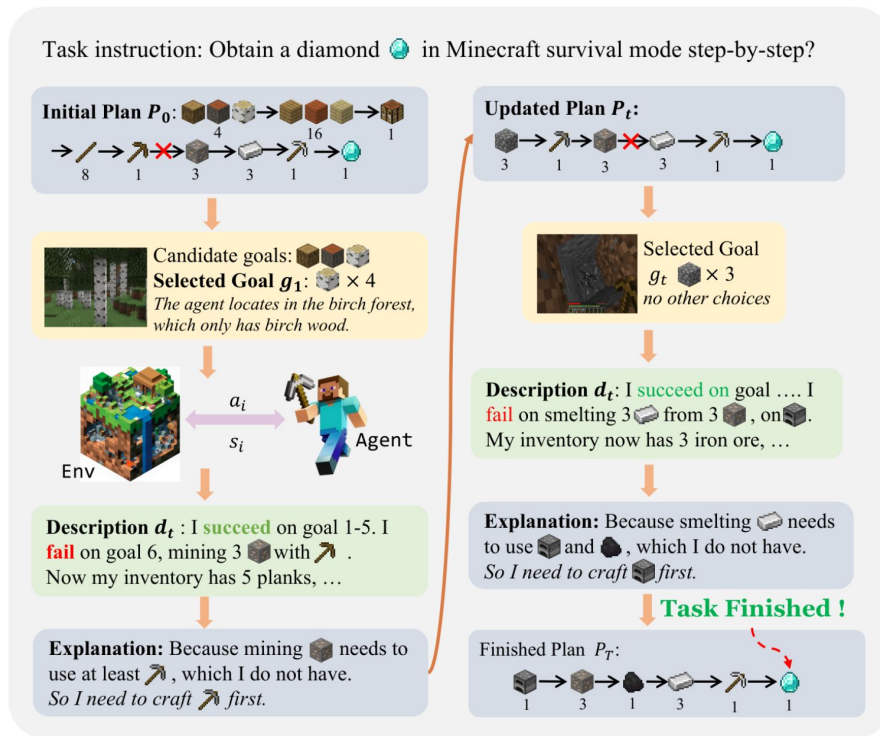 Task instruction: Obtain a diamond in Minecraft survival mode step-by-step?
Initial Plan P0:
4 16 1
8 1 3 3 1 1
Candidate goals:
Selected Goal g1: × 4
The agent locates in the birch forest,
which only has birch wood.
ai
si
Env
Agent
Description dt : I succeed on goal 1-5. I
fail on goal 6, mining 3 with .
Now my inventory has 5 planks, …
Explanation: Because mining needs to
use at least , which I do not have.
So I need to craft first.
Updated Plan Pt:
3 1 3 3 1 1
Selected Goal
gt × 3
no other choices
Description dt: I succeed on goal …. I
fail on smelting 3 from 3 , on .
My inventory now has 3 iron ore, …
Explanation: Because smelting needs
to use and , which I do not have.
So I need to craft first.
Task Finished !
Finished Plan PT:
1 3 1 3 1 1